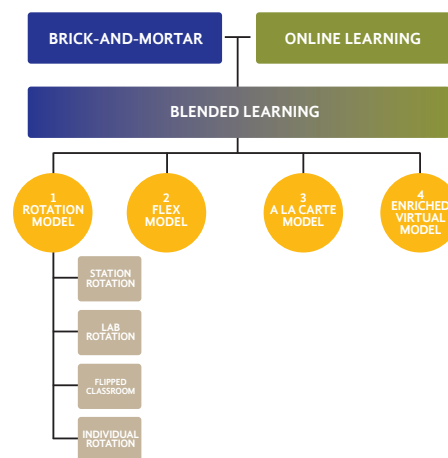 BRICK-AND-MORTAR
ONLINE LEARNING
BLENDED LEARNING
1
ROTATION
MODEL
2
FLEX
MODEL
3
A LA CARTE
MODEL
4
ENRICHED
VIRTUAL
MODEL
STATION
ROTATION
LAB
ROTATION
FLIPPED
CLASSROOM
INDIVIDUAL
ROTATION